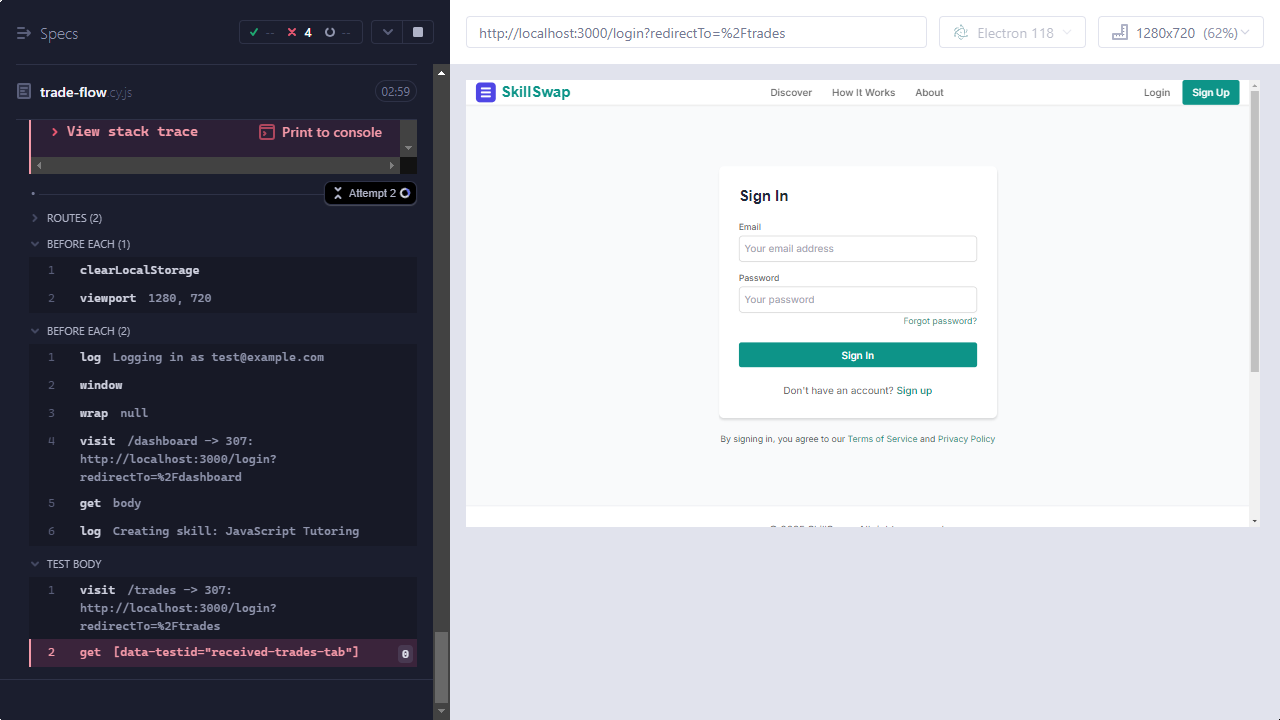 Specs
--
4
--
trade-flow.cy.js
02:59
View stack trace
Print to console
Attempt 2
ROUTES (2)
BEFORE EACH (1)
1 clearLocalStorage
2 viewport 1280, 720
BEFORE EACH (2)
1 log Logging in as test@example.com
2 window
3 wrap null
4 visit /dashboard -> 307:
http://localhost:3000/login?
redirectTo=%2Fdashboard
5 get body
6 log Creating skill: JavaScript Tutoring
TEST BODY
1 visit /trades -> 307:
http://localhost:3000/login?
redirectTo=%2Ftrades
2 get [data-testid="received-trades-tab"] 0
http://localhost:3000/login?redirectTo=%2Ftrades
Electron 118
1280x720 (62%)
SkillSwap
Discover
How It Works
About
Login
Sign Up
Sign In
Email
Your email address
Password
Your password
Forgot password?
Sign In
Don't have an account? Sign up
By signing in, you agree to our Terms of Service and Privacy Policy